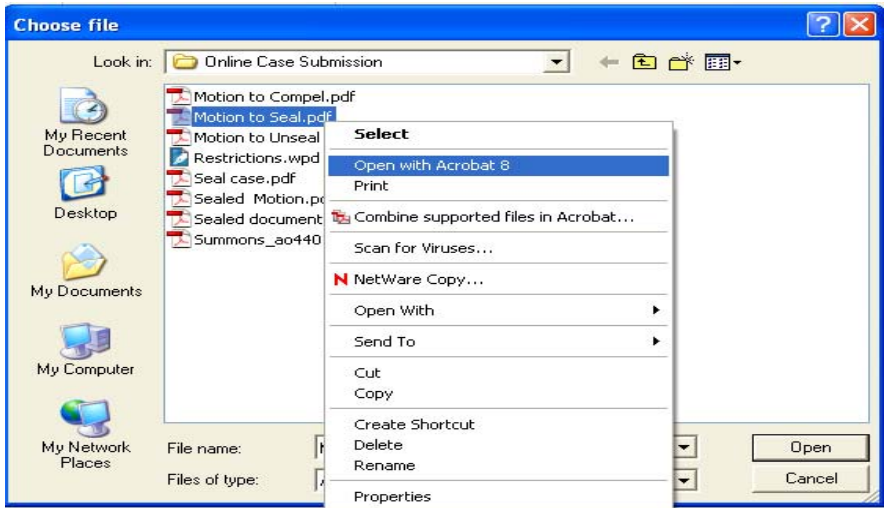 Choose file
Look in: Online Case Submission
My Recent Documents
Desktop
My Documents
My Computer
My Network Places
Motion to Compel.pdf
Motion to Seal.pdf
Motion to Unseal
Restrictions.wpd
Seal case.pdf
Sealed Motion.pd
Sealed document
Summons_ao440
Select
Open with Acrobat 8
Print
Combine supported files in Acrobat...
Scan for Viruses...
NetWare Copy...
Open With
Send To
Cut
Copy
Create Shortcut
Delete
Rename
Properties
File name:
Open
Files of type:
Cancel